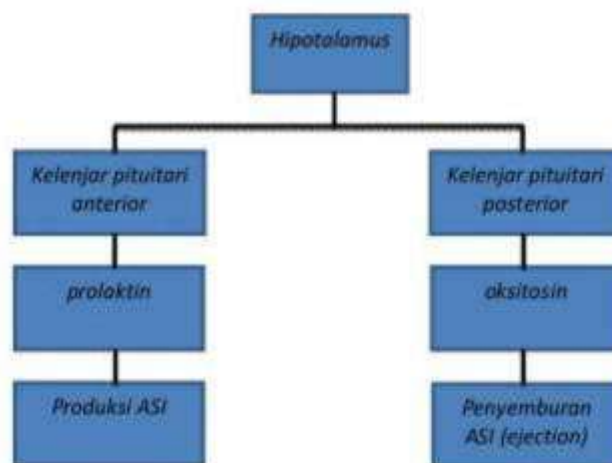 Hipotalamus
Kelenjar pituitari
anterior
Kelenjar pituitari
posterior
prolaktin
oksitosin
Produksi ASI
Penyemburan
ASI (ejection)